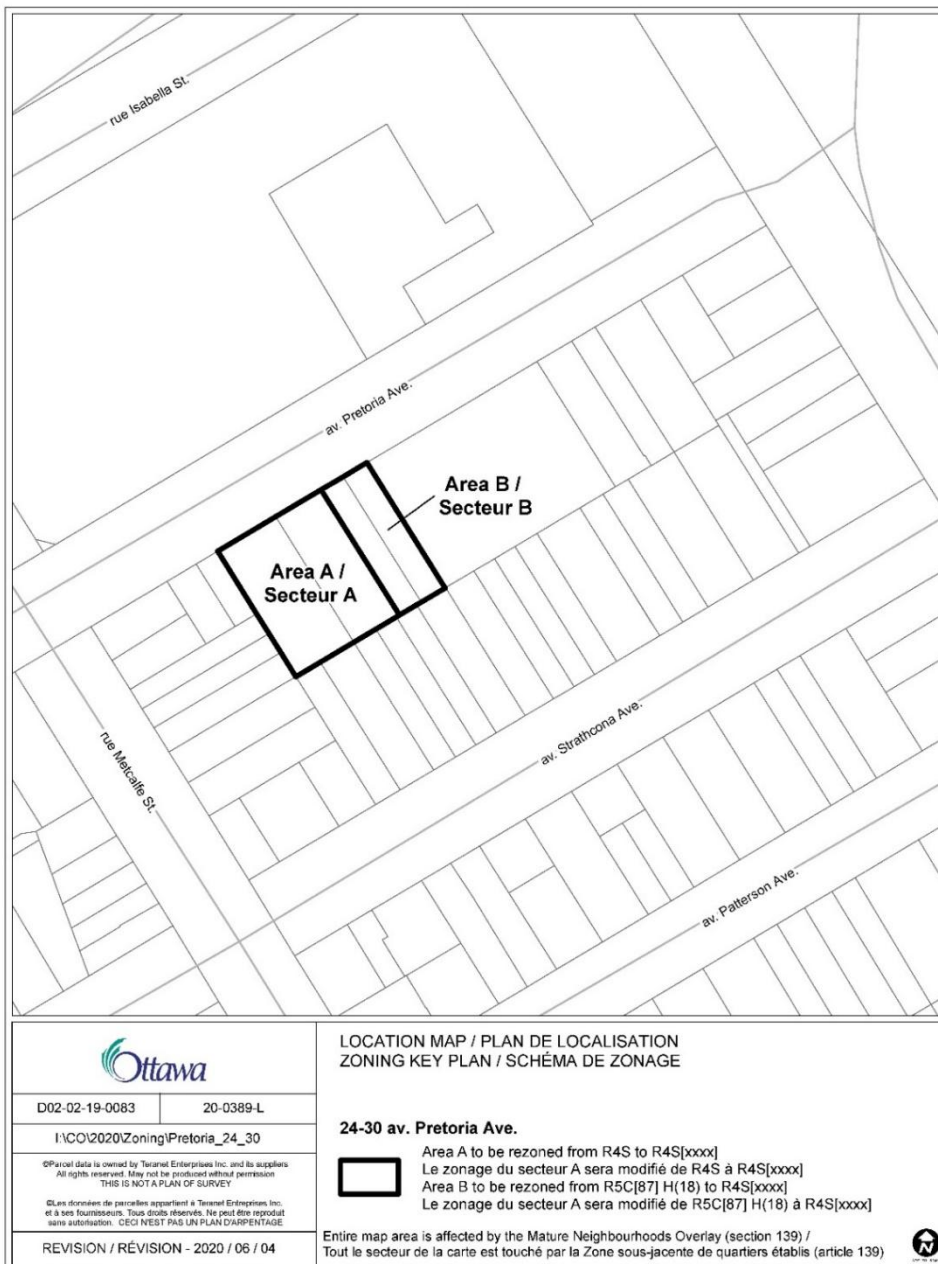 rue Isabella St.
av. Pretoria Ave.
Area B /
Secteur B
Area A /
Secteur A
av. Strathcona Ave.
rue Metcalfe St.
av. Patterson Ave.
Ottawa
D02-02-19-0083
20-0389-L
I:\CO\2020\Zoning\Pretoria_24_30
©Parcel data is owned by Teranet Enterprises Inc. and its suppliers
All rights reserved. May not be produced without permission
THIS IS NOT A PLAN OF SURVEY
©Les données de parcelles appartient à Teranet Entreprises Inc.
et à ses fournisseurs. Tous droits réservés. Ne peut être reproduit
sans autorisation. CECI N'EST PAS UN PLAN D'ARPENTAGE
REVISION / RÉVISION - 2020 / 06 / 04
LOCATION MAP / PLAN DE LOCALISATION
ZONING KEY PLAN / SCHÉMA DE ZONAGE
24-30 av. Pretoria Ave.
Area A to be rezoned from R4S to R4S[xxxx]
Le zonage du secteur A sera modifié de R4S à R4S[xxxx]
Area B to be rezoned from R5C[87] H(18) to R4S[xxxx]
Le zonage du secteur A sera modifié de R5C[87] H(18) à R4S[xxxx]
Entire map area is affected by the Mature Neighbourhoods Overlay (section 139) /
Tout le secteur de la carte est touché par la Zone sous-jacente de quartiers établis (article 139)
N